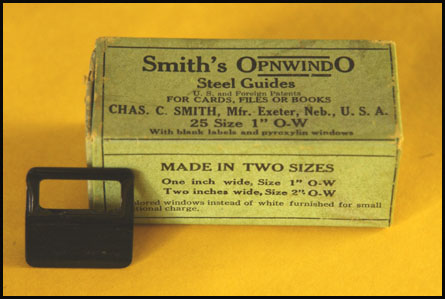 Smith's OPNWINDO
Steel Guides
U. S. and Foreign Patents
FOR CARDS, FILES OR BOOKS
CHAS. C. SMITH, Mfr. Exeter, Neb., U. S. A.
25 Size 1" O-W
With blank labels and pyroxylin windows
MADE IN TWO SIZES
One inch wide, Size 1" O-W
Two inches wide, Size 2" O-W
windows instead of white furnished for small
charge.